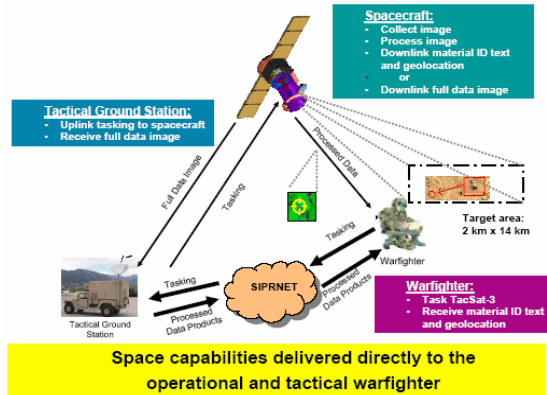 Spacecraft:
- Collect image
- Process image
- Downlink material ID text
and geolocation
- or
- Downlink full data image
Tactical Ground Station:
- Uplink tasking to spacecraft
- Receive full data image
Full Data Image
Tasking
Processed Data
Target area:
2 km x 14 km
Tasking
Warfighter
Tasking
SIPRNET
Processed
Data Products
Processed
Data Products
Tactical Ground
Station
Warfighter:
- Task TacSat-3
- Receive material ID text
and geolocation
Space capabilities delivered directly to the
operational and tactical warfighter